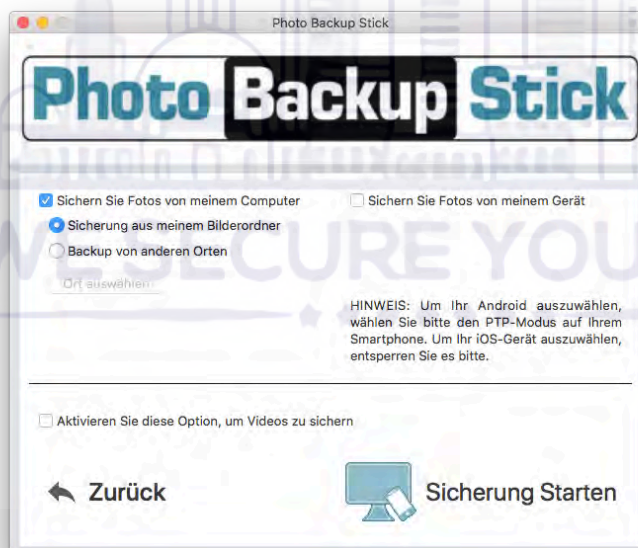 Photo Backup Stick
Photo Backup Stick
Sichern Sie Fotos von meinem Computer
Sichern Sie Fotos von meinem Gerät
Sicherung aus meinem Bilderordner
Backup von anderen Orten
Ort auswählen
HINWEIS: Um Ihr Android auszuwählen,
wählen Sie bitte den PTP-Modus auf Ihrem
Smartphone. Um Ihr iOS-Gerät auszuwählen,
entsperren Sie es bitte.
Aktivieren Sie diese Option, um Videos zu sichern
Zurück
Sicherung Starten
WE SECURE YOU